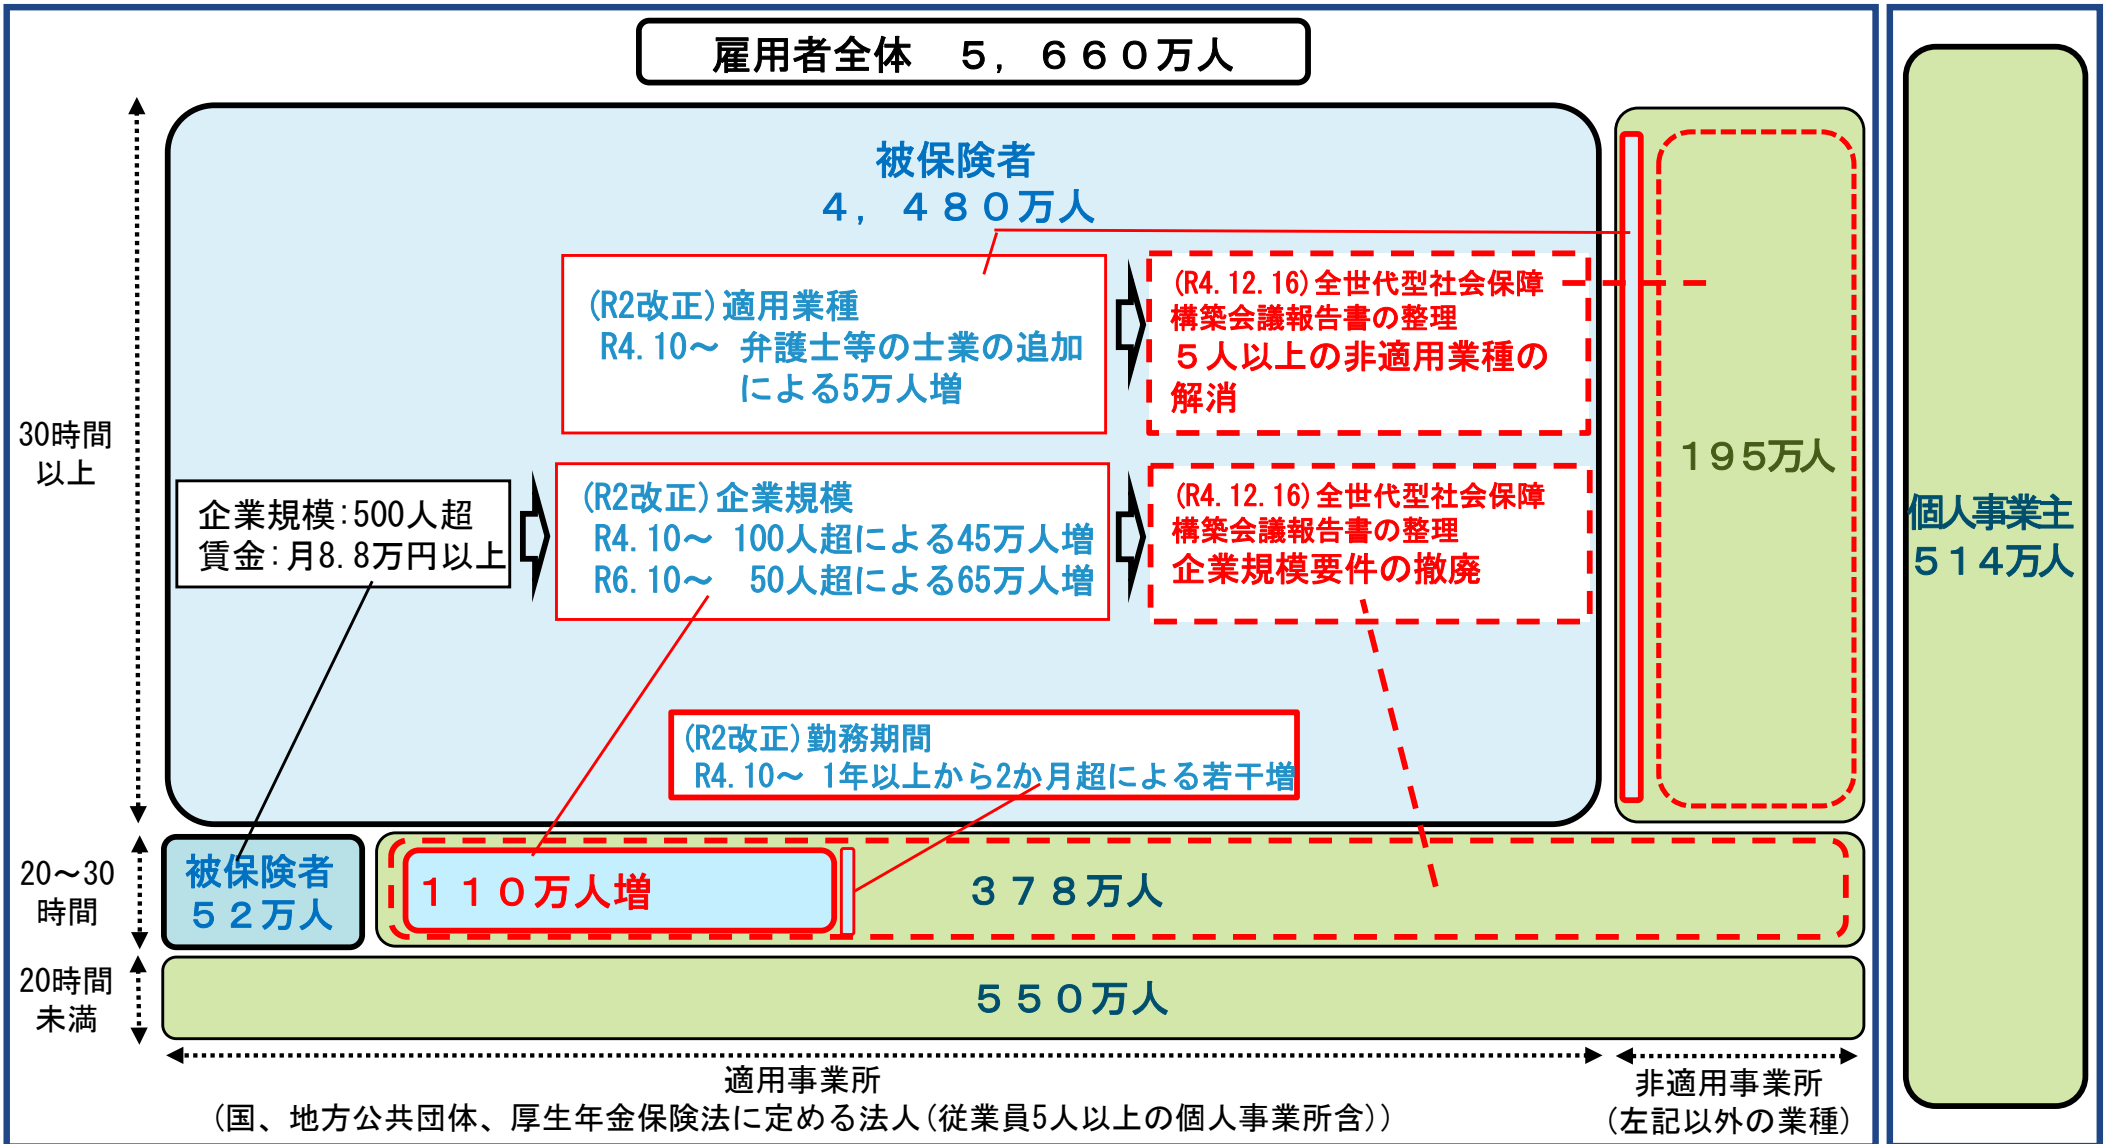 雇用者全体　５，６６０万人
被保険者
４，４８０万人
(R2改正)適用業種
R4.10～ 弁護士等の士業の追加
による5万人増
(R4.12.16)全世代型社会保障
構築会議報告書の整理
５人以上の非適用業種の
解消
195万人
30時間
以上
企業規模:500人超
賃金:月8.8万円以上
(R2改正)企業規模
R4.10～ 100人超による45万人増
R6.10～　50人超による65万人増
(R4.12.16)全世代型社会保障
構築会議報告書の整理
企業規模要件の撤廃
(R2改正)勤務期間
R4.10～ 1年以上から2か月超による若干増
20～30
時間
被保険者
５２万人
１１０万人増
３７８万人
20時間
未満
５５０万人
適用事業所
(国、地方公共団体、厚生年金保険法に定める法人(従業員5人以上の個人事業所含))
非適用事業所
(左記以外の業種)
個人事業主
５１４万人